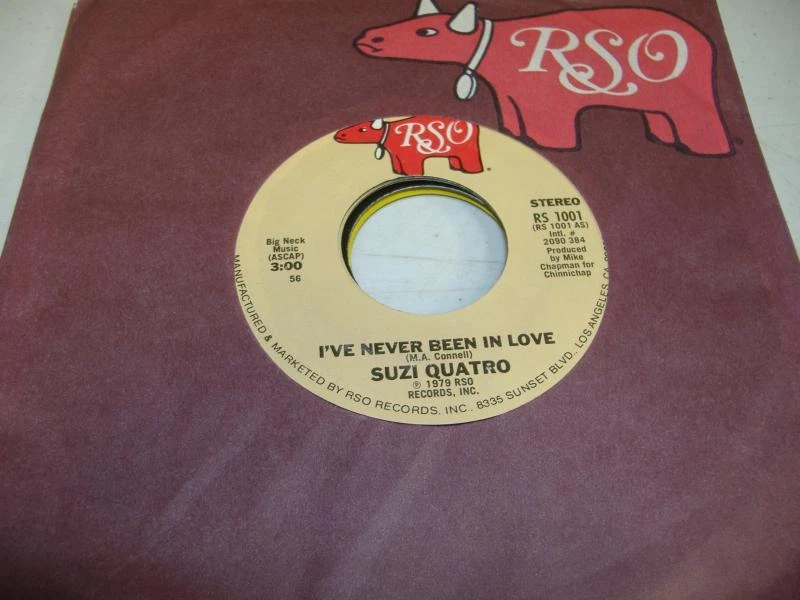 RSO
RSO
STEREO
RS 1001
(RS 1001 AS)
Intl. #
2090 384
Produced
by Mike
Chapman for
Chinnichap
Big Neck
Music
(ASCAP)
3:00
56
I'VE NEVER BEEN IN LOVE
(M.A. Connell)
SUZI QUATRO
℗ 1979 RSO
RECORDS, INC.
MANUFACTURED & MARKETED BY RSO RECORDS, INC., 8335 SUNSET BLVD., LOS ANGELES, CA